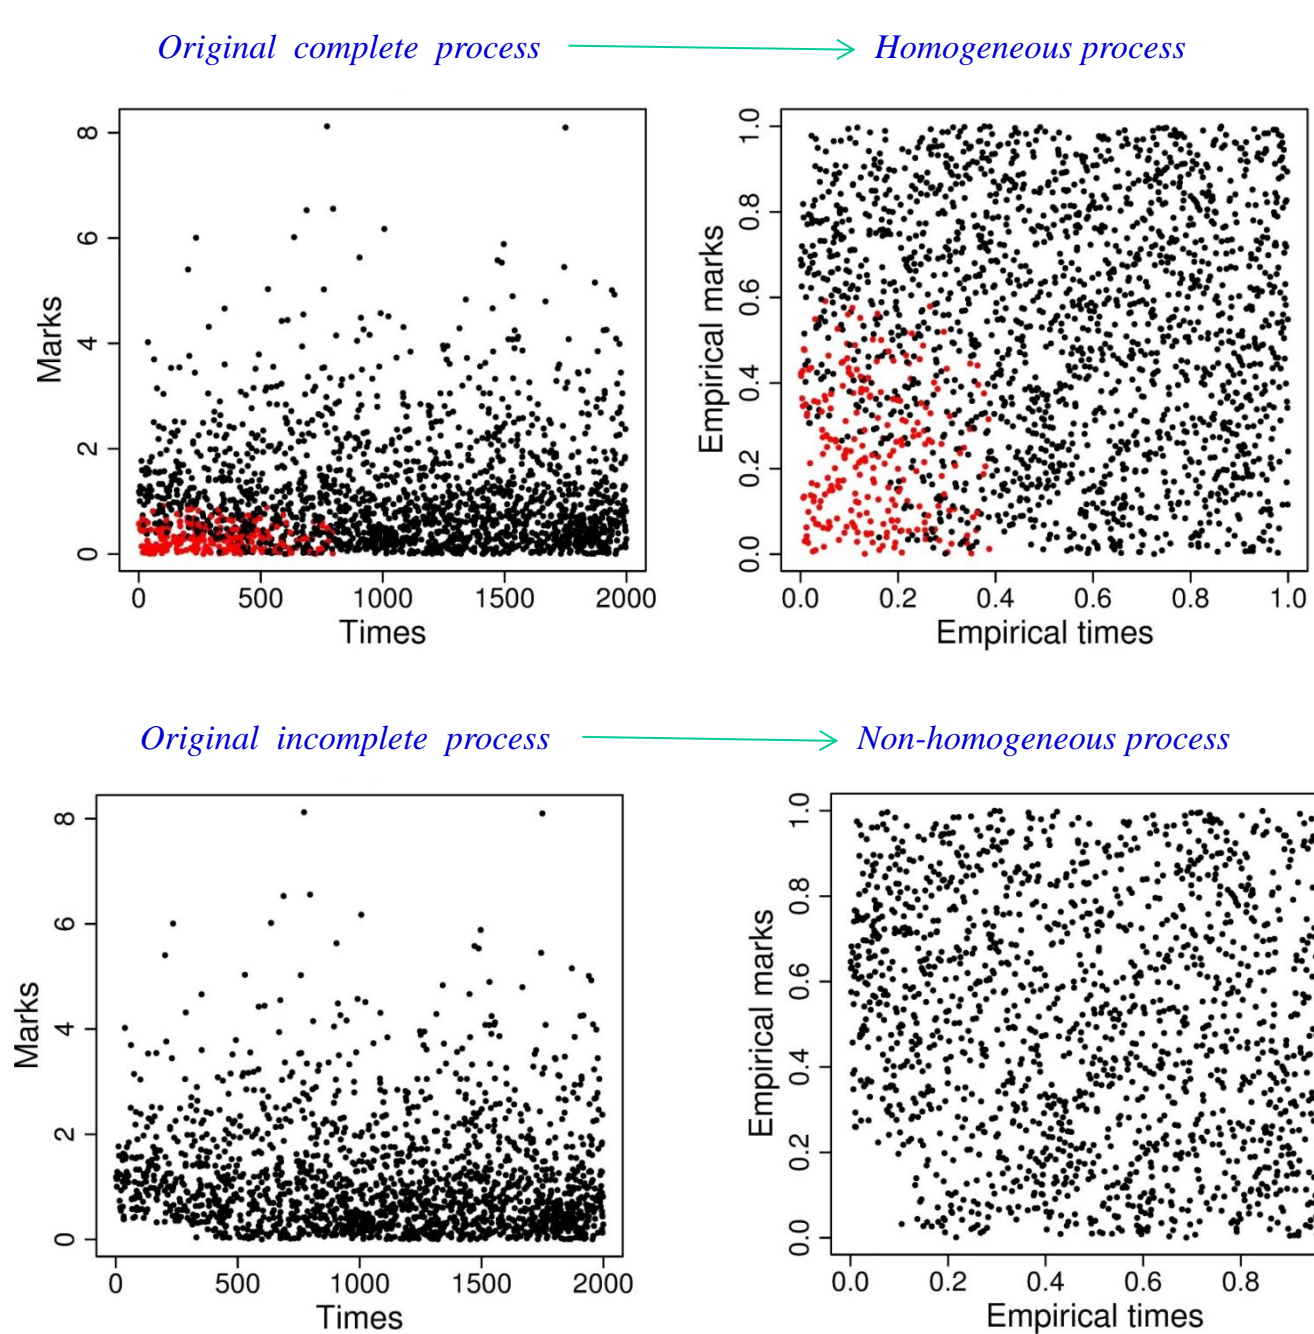 Original complete process
Homogeneous process
8
6
4
2
0
Marks
0 500 1000 1500 2000
Times
1.0
0.8
0.6
0.4
0.2
0.0
Empirical marks
0.0 0.2 0.4 0.6 0.8 1.0
Empirical times
Original incomplete process
Non-homogeneous process
8
6
4
2
0
Marks
0 500 1000 1500 2000
Times
1.0
0.8
0.6
0.4
0.2
0.0
Empirical marks
0.0 0.2 0.4 0.6 0.8
Empirical times